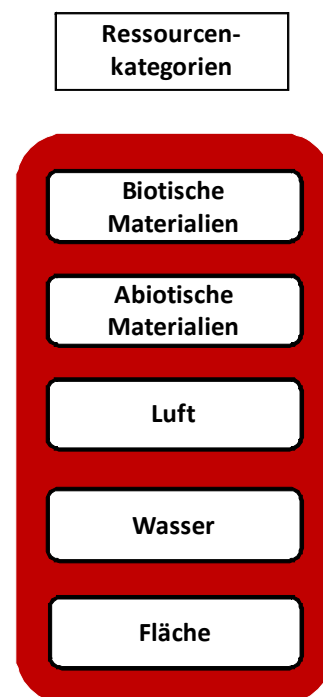 Ressourcen-
kategorien
Biotische
Materialien
Abiotische
Materialien
Luft
Wasser
Fläche